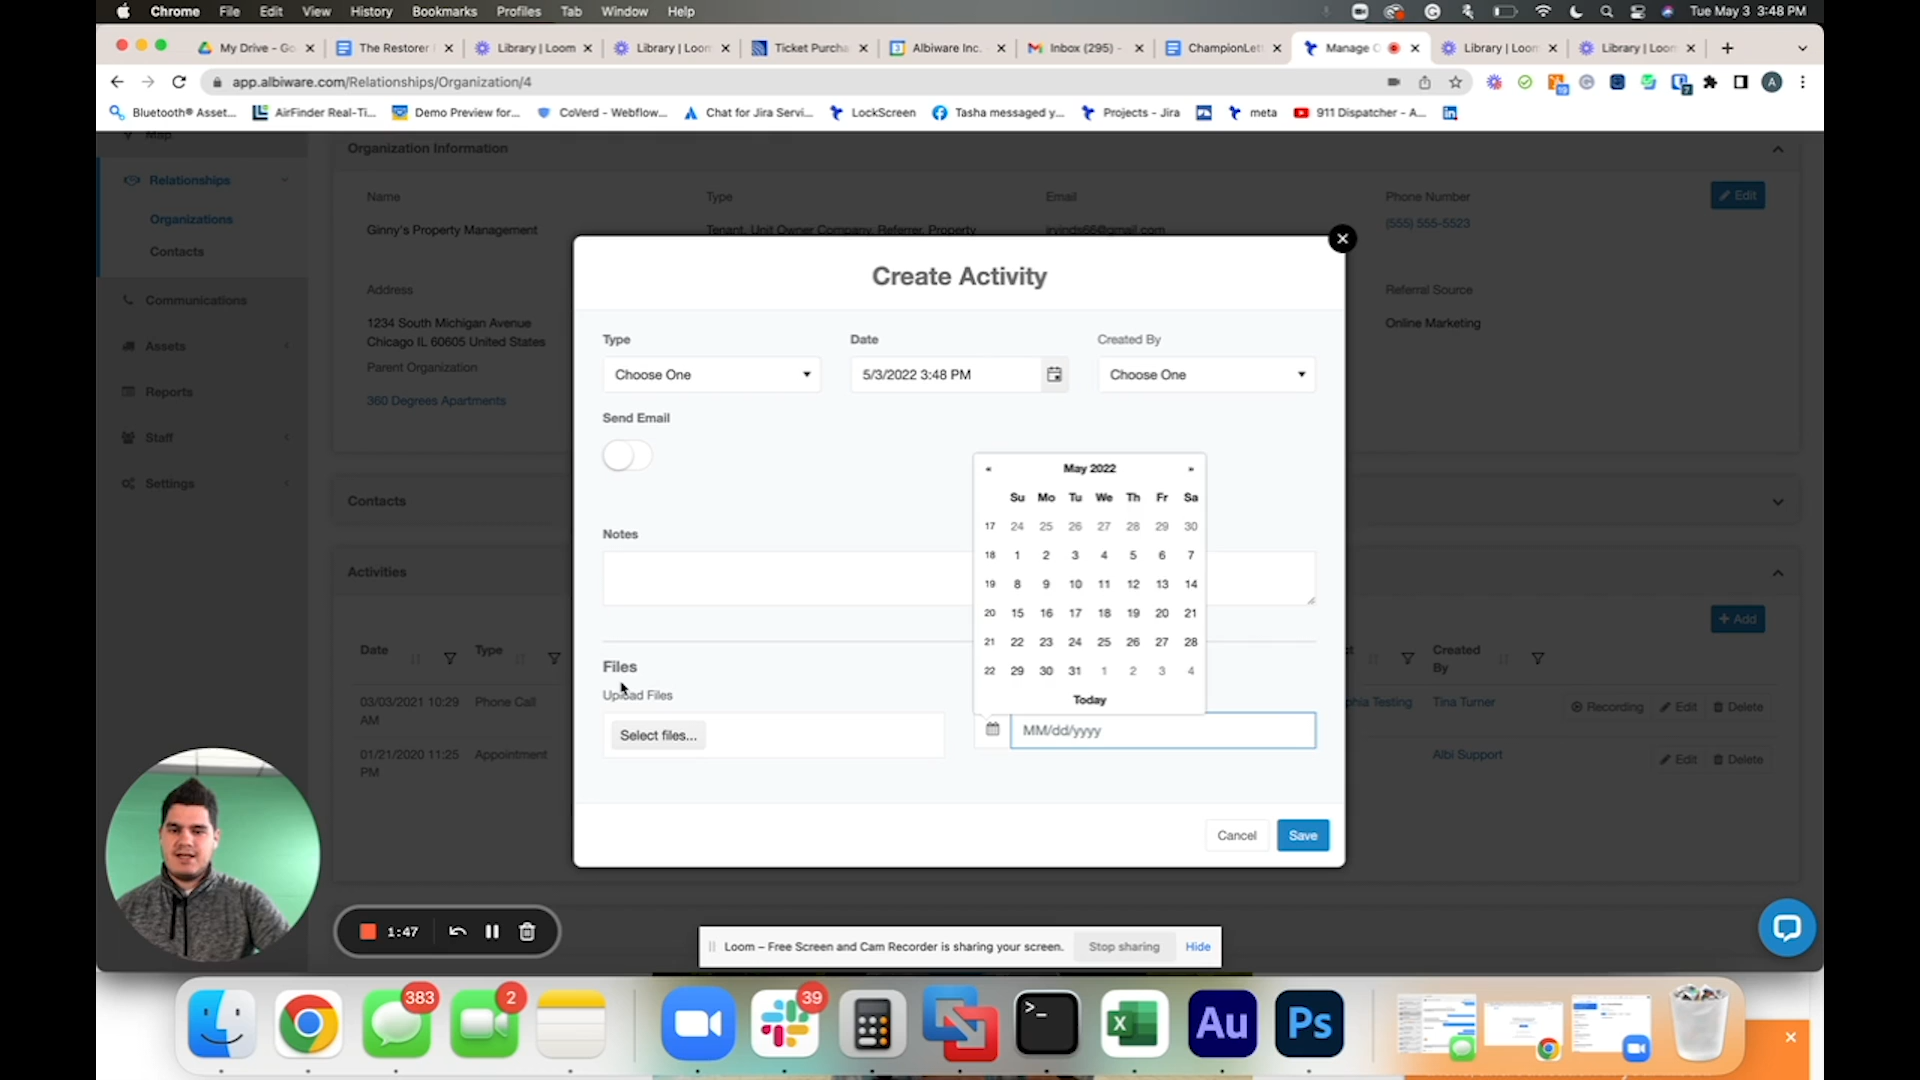 Chrome File Edit View History Bookmarks Profiles Tab Window Help
Tue May 3 3:48 PM
My Drive - Go
The Restorer
Library | Loom
Library | Loom
Ticket Purcha
Albiware Inc. -
Inbox (295) -
ChampionLett
Manage O
Library | Loom
Library | Loom
app.albiware.com/Relationships/Organization/4
19
7
A
Bluetooth® Asset... AirFinder Real-Ti... Demo Preview for... CoVerd - Webflow... Chat for Jira Servi... LockScreen Tasha messaged y... Projects - Jira meta 911 Dispatcher - A...
Map
Relationships
Organizations
Contacts
Communications
Assets
Reports
Staff
Settings
Organization Information
Name Type Email Phone Number
Edit
Ginny's Property Management
Tenant, Unit Owner Company, Referrer, Property
irvinds66@gmail.com
(555) 555-5523
Address
Referral Source
1234 South Michigan Avenue
Chicago IL 60605 United States
Online Marketing
Parent Organization
360 Degrees Apartments
Contacts
Activities
+ Add
Date Type
Created By
03/03/2021 10:29 AM
Phone Call
phia Testing
Tina Turner
Recording Edit Delete
01/21/2020 11:25 PM
Appointment
Albi Support
Edit Delete
Create Activity
Type Date Created By
Choose One
5/3/2022 3:48 PM
Choose One
Send Email
Notes
« May 2022 »
Su Mo Tu We Th Fr Sa
17 24 25 26 27 28 29 30
18 1 2 3 4 5 6 7
19 8 9 10 11 12 13 14
20 15 16 17 18 19 20 21
21 22 23 24 25 26 27 28
22 29 30 31 1 2 3 4
Today
Files
Upload Files
Select files...
MM/dd/yyyy
Cancel Save
1:47
Loom – Free Screen and Cam Recorder is sharing your screen. Stop sharing Hide
383
2
39
>_
X
Au
Ps